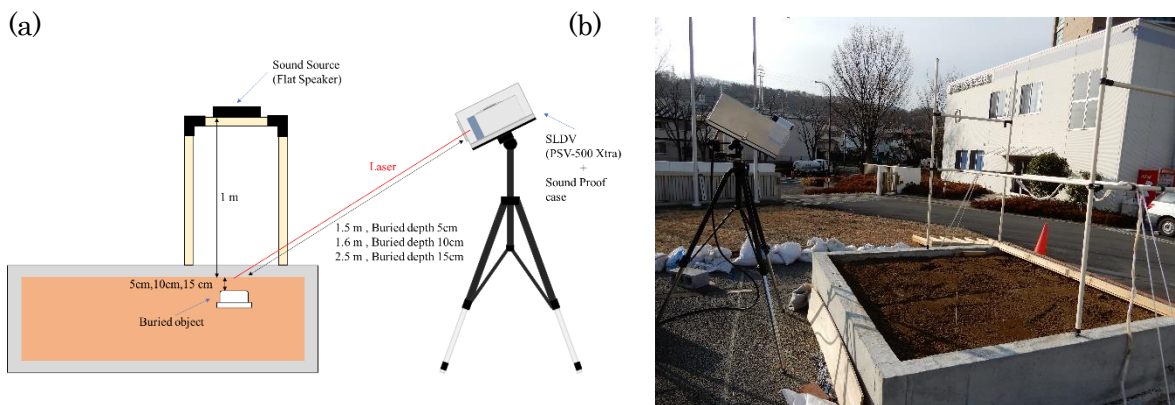 (a)
Sound Source
(Flat Speaker)
SLDV
(PSV-500 Xtra)
+
Sound Proof
case
Laser
1 m
1.5 m , Buried depth 5cm
1.6 m , Buried depth 10cm
2.5 m , Buried depth 15cm
5cm,10cm,15 cm
Buried object
(b)